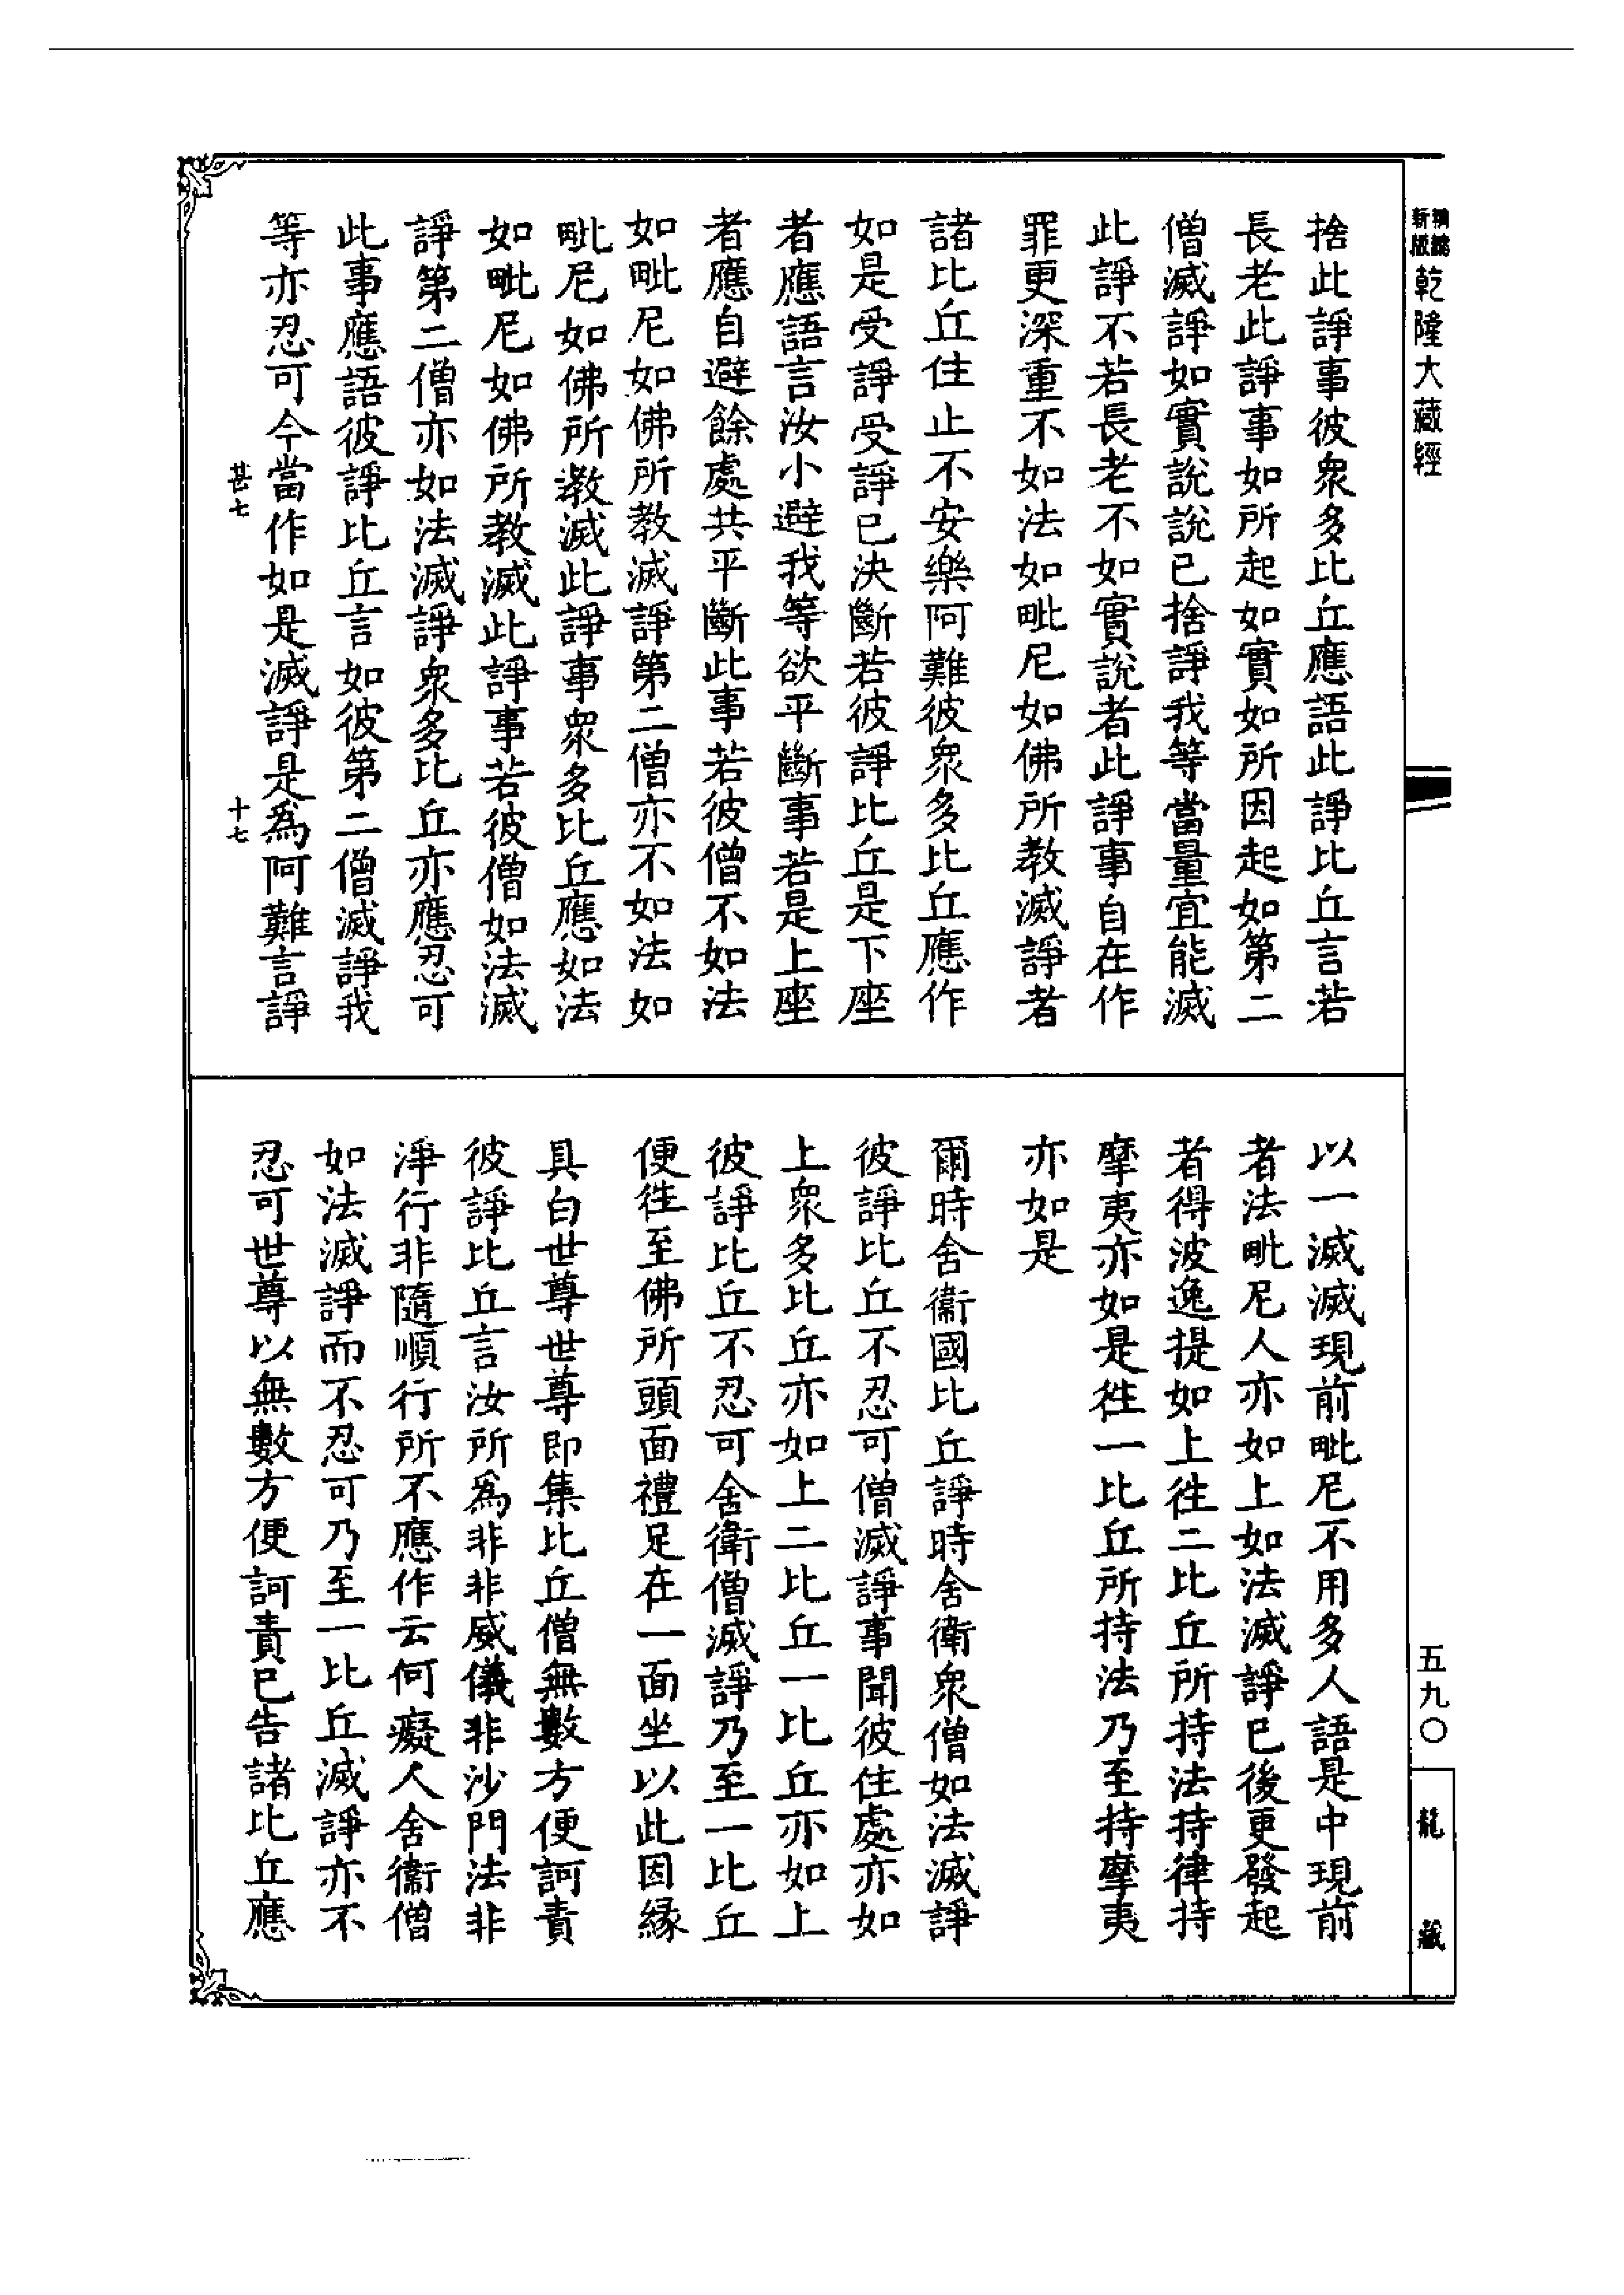 新版精編
乾隆大藏經
捨此諍事彼衆多比丘應語此諍比丘言若
長老此諍事如所起如實如所因起如第二
僧滅諍如實說說已捨諍我等當量宜能滅
此諍不若長老不如實說者此諍事自在作
罪更深重不如法如毗尼如佛所教滅諍者
諸比丘住止不安樂阿難彼衆多比丘應作
如是受諍受諍已決斷若彼諍比丘是下座
者應語言汝小避我等欲平斷事若是上座
者應自避餘處共平斷此事若彼僧不如法
如毗尼如佛所教滅諍第二僧亦不如法如
毗尼如佛所教滅此諍事衆多比丘應如法
如毗尼如佛所教滅此諍事若彼僧如法滅
諍第二僧亦如法滅諍衆多比丘亦應忍可
此事應語彼諍比丘言如彼第二僧滅諍我
等亦忍可今當作如是滅諍是爲阿難言諍
甚七
十七
以一滅滅現前毗尼不用多人語是中現前
者法毗尼人亦如上如法滅諍已後更發起
者得波逸提如上往二比丘所持法持律持
摩夷亦如是往一比丘所持法乃至持摩夷
亦如是
爾時舍衞國比丘諍時舍衞衆僧如法滅諍
彼諍比丘不忍可僧滅諍事聞彼住處亦如
上衆多比丘亦如上二比丘一比丘亦如上
彼諍比丘不忍可舍衞僧滅諍乃至一比丘
便往至佛所頭面禮足在一面坐以此因緣
具白世尊世尊即集比丘僧無數方便訶責
彼諍比丘言汝所爲非非威儀非沙門法非
淨行非隨順行所不應作云何癡人舍衞僧
如法滅諍而不忍可乃至一比丘滅諍亦不
忍可世尊以無數方便訶責已告諸比丘應
五九〇
龍藏